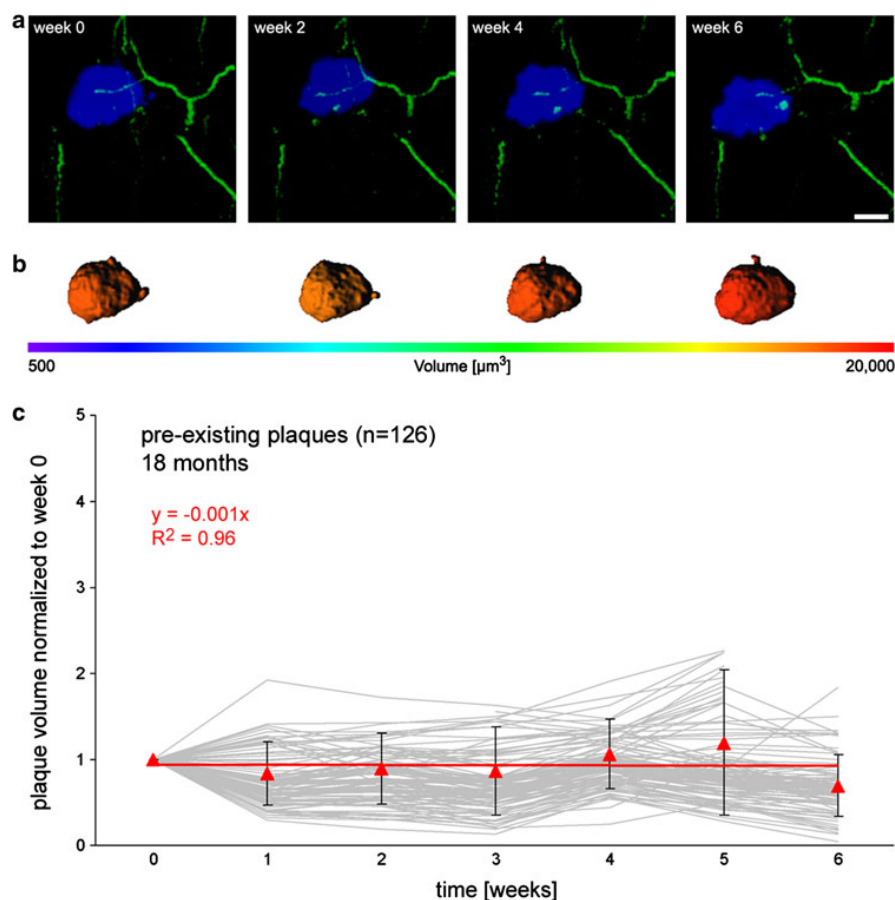 a
week 0
week 2
week 4
week 6
b
500
Volume [µm³]
20,000
c
plaque volume normalized to week 0
5
4
3
2
1
0
pre-existing plaques (n=126)
18 months
y = -0.001x
R² = 0.96
0 1 2 3 4 5 6
time [weeks]